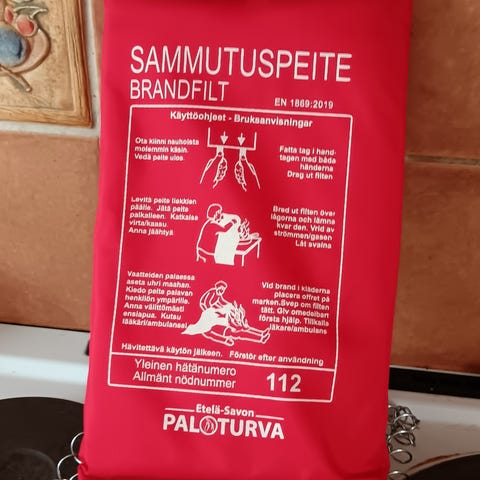 SAMMUTUSPEITE
BRANDFILT
EN 1869:2019
Käyttöohjeet - Bruksanvisningar
Ota kiinni nauhoista
molemmin käsin.
Vedä peite ulos.
Fatta tag i hand-
tagen med båda
händerna
Drag ut filten
Levitä peite liekkien
päälle. Jätä peite
paikalleen. Katkaise
virta/kaasu.
Anna jäähtyä
Bred ut filten över
lågorna och lämna
kvar den. Vrid av
strömmen/gasen
Låt svalna
Vaatteiden palaessa
aseta uhri maahan.
Kiedo peite palavan
henkilön ympärille.
Anna välittömästi
ensiapua. Kutsu
lääkäri/ambulanssi
Vid brand i kläderna
placera offret på
marken.Svep om filten
tätt. Giv omedelbart
första hjälp. Tillkalla
läkare/ambulans
Hävitettävä käytön jälkeen. Förstör efter användning
Yleinen hätänumero
Allmänt nödnummer
112
Etelä-Savon
PALOTURVA